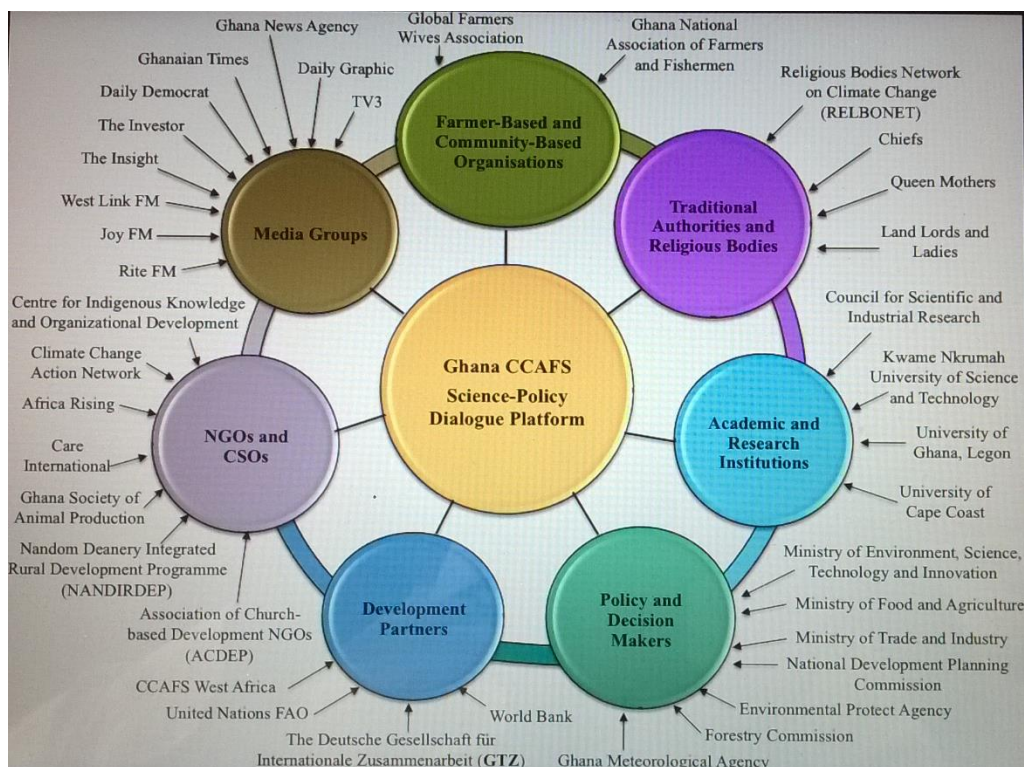 Ghana News Agency
Ghanaian Times
Daily Democrat
The Investor
The Insight
West Link FM
Joy FM
Rite FM
Daily Graphic
TV3
Media Groups
Global Farmers
Wives Association
Ghana National
Association of Farmers
and Fishermen
Farmer-Based and
Community-Based
Organisations
Religious Bodies Network
on Climate Change
(RELBONET)
Chiefs
Queen Mothers
Land Lords and
Ladies
Traditional
Authorities and
Religious Bodies
Ghana CCAFS
Science-Policy
Dialogue Platform
Council for Scientific and
Industrial Research
Kwame Nkrumah
University of Science
and Technology
University of
Ghana, Legon
University of
Cape Coast
Academic and
Research
Institutions
Centre for Indigenous Knowledge
and Organizational Development
Climate Change
Action Network
Africa Rising
Care
International
Ghana Society of
Animal Production
Nandom Deanery Integrated
Rural Development Programme
(NANDIRDEP)
Association of Church-
based Development NGOs
(ACDEP)
NGOs and
CSOs
Development
Partners
CCAFS West Africa
United Nations FAO
The Deutsche Gesellschaft für
Internationale Zusammenarbeit (GTZ)
World Bank
Policy and
Decision
Makers
Ministry of Environment, Science,
Technology and Innovation
Ministry of Food and Agriculture
Ministry of Trade and Industry
National Development Planning
Commission
Environmental Protect Agency
Forestry Commission
Ghana Meteorological Agency